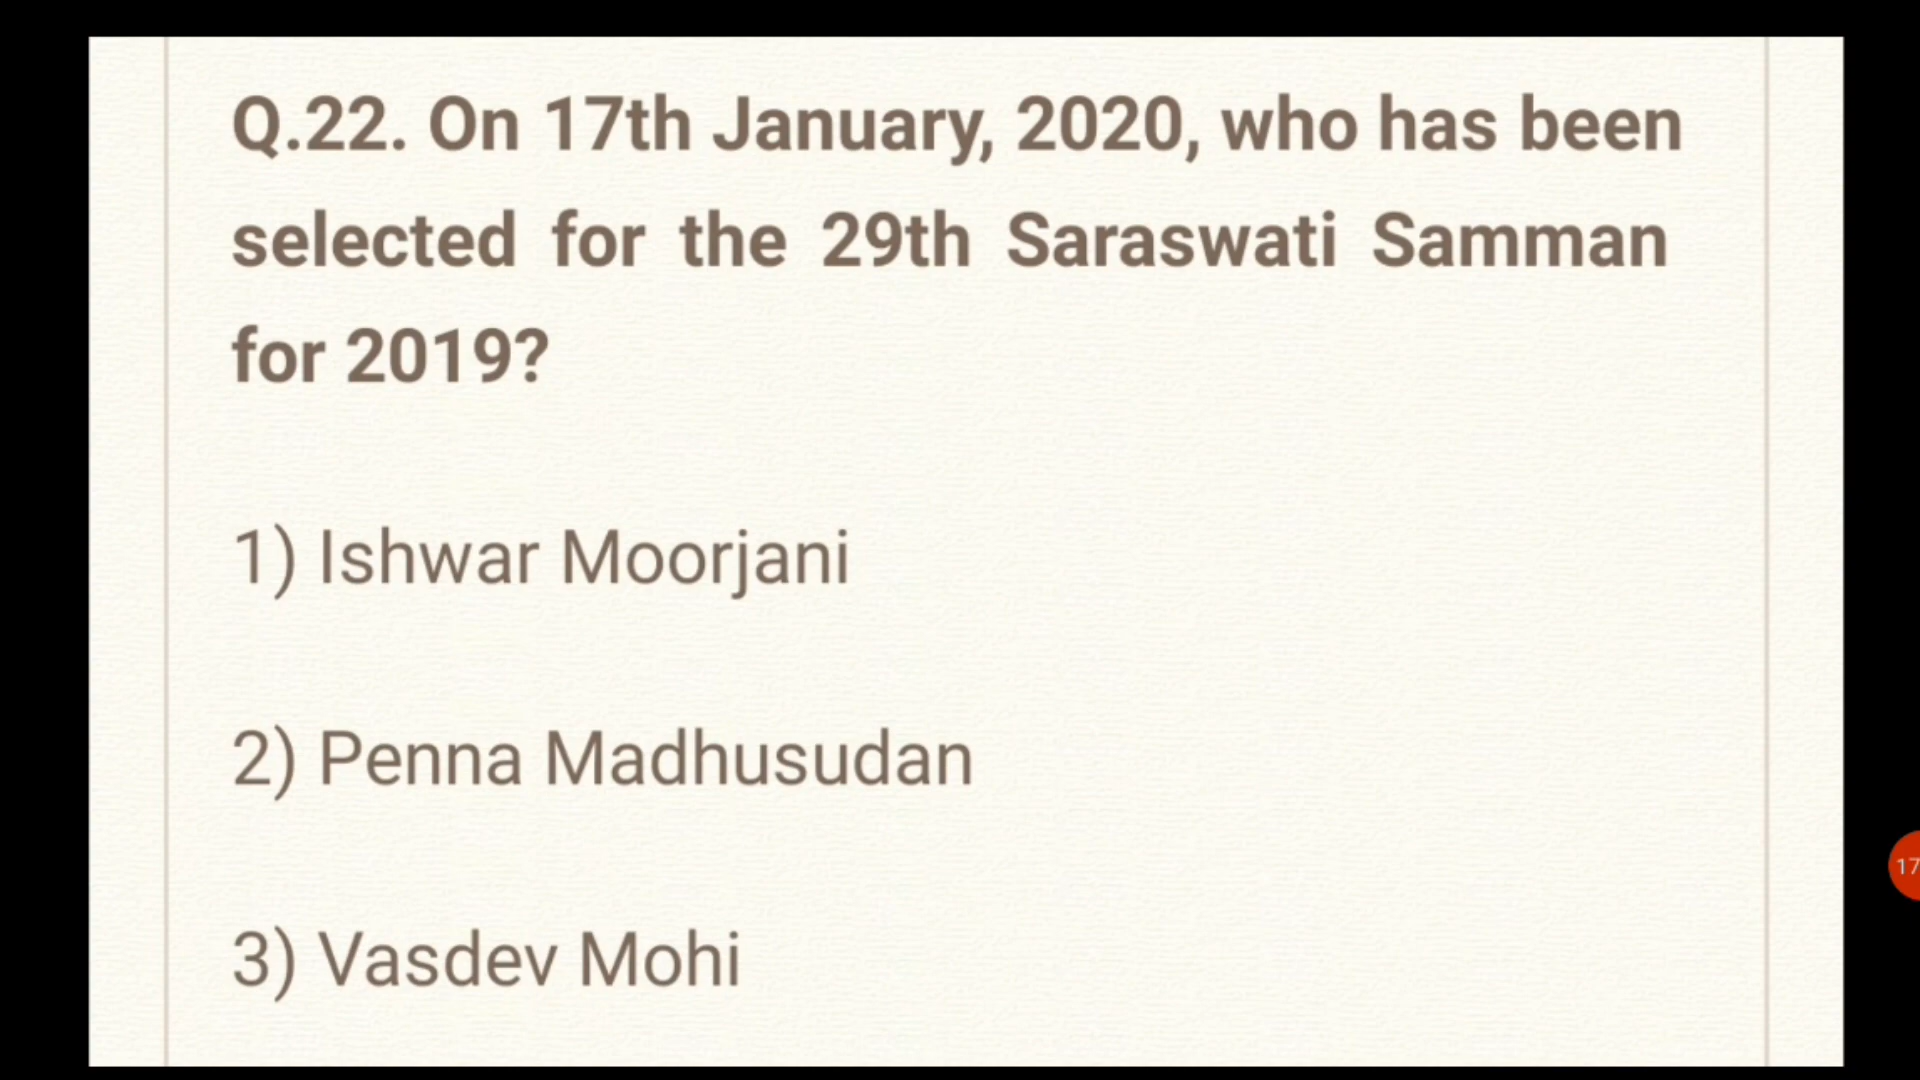 Q.22. On 17th January, 2020, who has been
selected for the 29th Saraswati Samman
for 2019?
1) Ishwar Moorjani
2) Penna Madhusudan
3) Vasdev Mohi
17